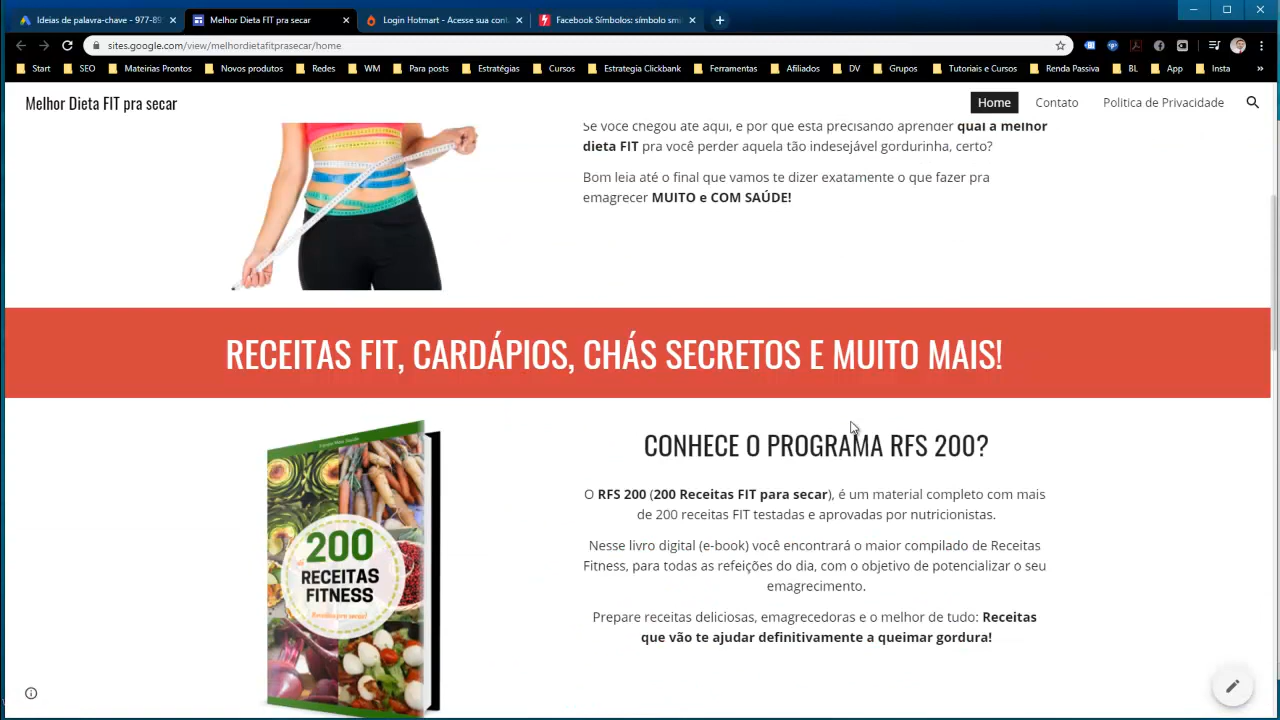 Ideias de palavra-chave - 977-89
Melhor Dieta FIT pra secar
Login Hotmart - Acesse sua cont
Facebook Símbolos: símbolo smi
sites.google.com/view/melhordietafitprasecar/home
Start SEO Mateirias Prontos Novos produtos Redes WM Para posts Estratégias Cursos Estrategia Clickbank Ferramentas Afiliados DV Grupos Tutoriais e Cursos Renda Passiva BL App Insta
Melhor Dieta FIT pra secar
Home Contato Politica de Privacidade
Se você chegou até aqui, é por que está precisando aprender qual a melhor
dieta FIT pra você perder aquela tão indesejável gordurinha, certo?
Bom leia até o final que vamos te dizer exatamente o que fazer pra
emagrecer MUITO e COM SAÚDE!
RECEITAS FIT, CARDÁPIOS, CHÁS SECRETOS E MUITO MAIS!
200
RECEITAS
FITNESS
Receitas pra secar!
CONHECE O PROGRAMA RFS 200?
O RFS 200 (200 Receitas FIT para secar), é um material completo com mais
de 200 receitas FIT testadas e aprovadas por nutricionistas.
Nesse livro digital (e-book) você encontrará o maior compilado de Receitas
Fitness, para todas as refeições do dia, com o objetivo de potencializar o seu
emagrecimento.
Prepare receitas deliciosas, emagrecedoras e o melhor de tudo: Receitas
que vão te ajudar definitivamente a queimar gordura!